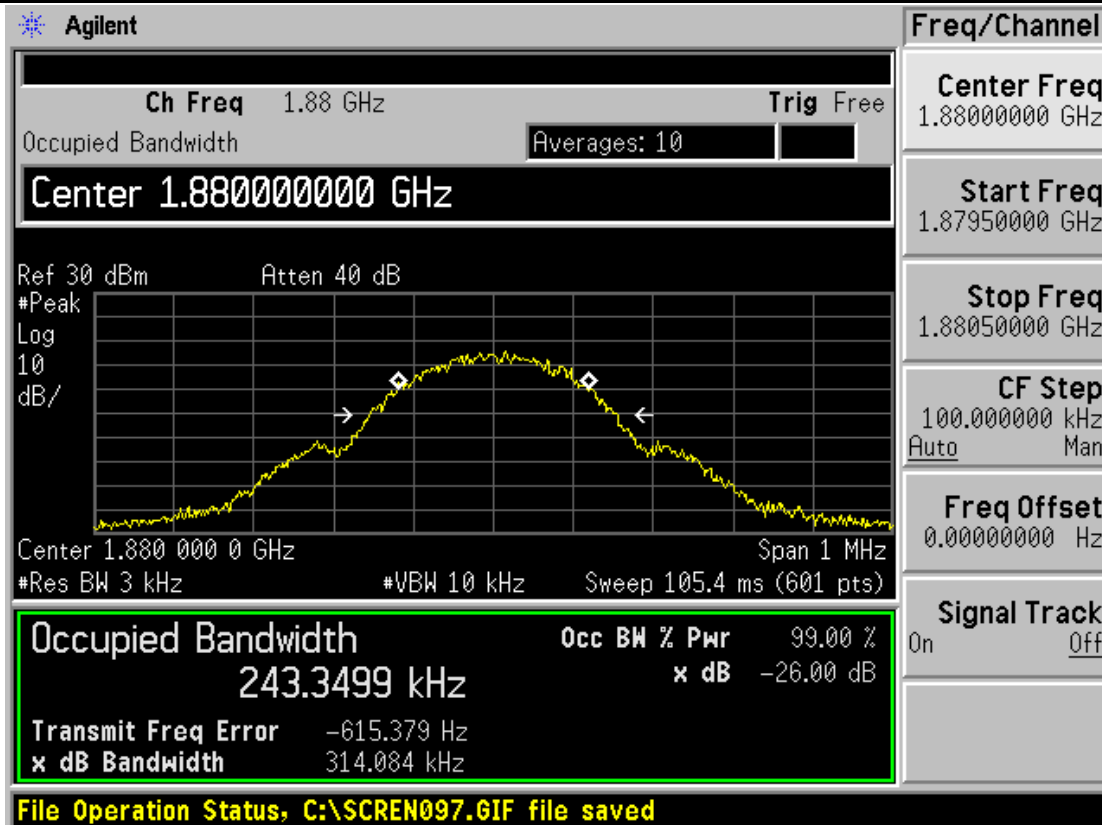 Agilent
Ch Freq 1.88 GHz Trig Free
Occupied Bandwidth Averages: 10
Center 1.880000000 GHz
Ref 30 dBm Atten 40 dB
#Peak
Log
10
dB/
Center 1.880 000 0 GHz Span 1 MHz
#Res BW 3 kHz #VBW 10 kHz Sweep 105.4 ms (601 pts)
Occupied Bandwidth
243.3499 kHz
Occ BW % Pwr 99.00 %
x dB -26.00 dB
Transmit Freq Error -615.379 Hz
x dB Bandwidth 314.084 kHz
File Operation Status, C:\SCREN097.GIF file saved
Freq/Channel
Center Freq
1.88000000 GHz
Start Freq
1.87950000 GHz
Stop Freq
1.88050000 GHz
CF Step
100.000000 kHz
Auto Man
Freq Offset
0.00000000 Hz
Signal Track
On Off